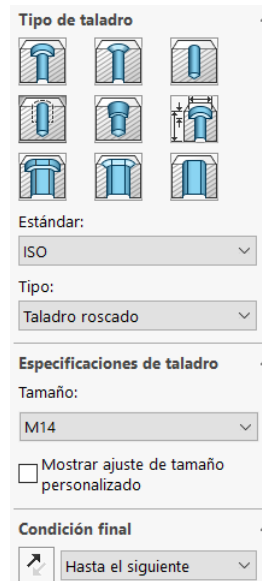 Tipo de taladro
Estándar:
ISO
Tipo:
Taladro roscado
Especificaciones de taladro
Tamaño:
M14
Mostrar ajuste de tamaño
personalizado
Condición final
Hasta el siguiente